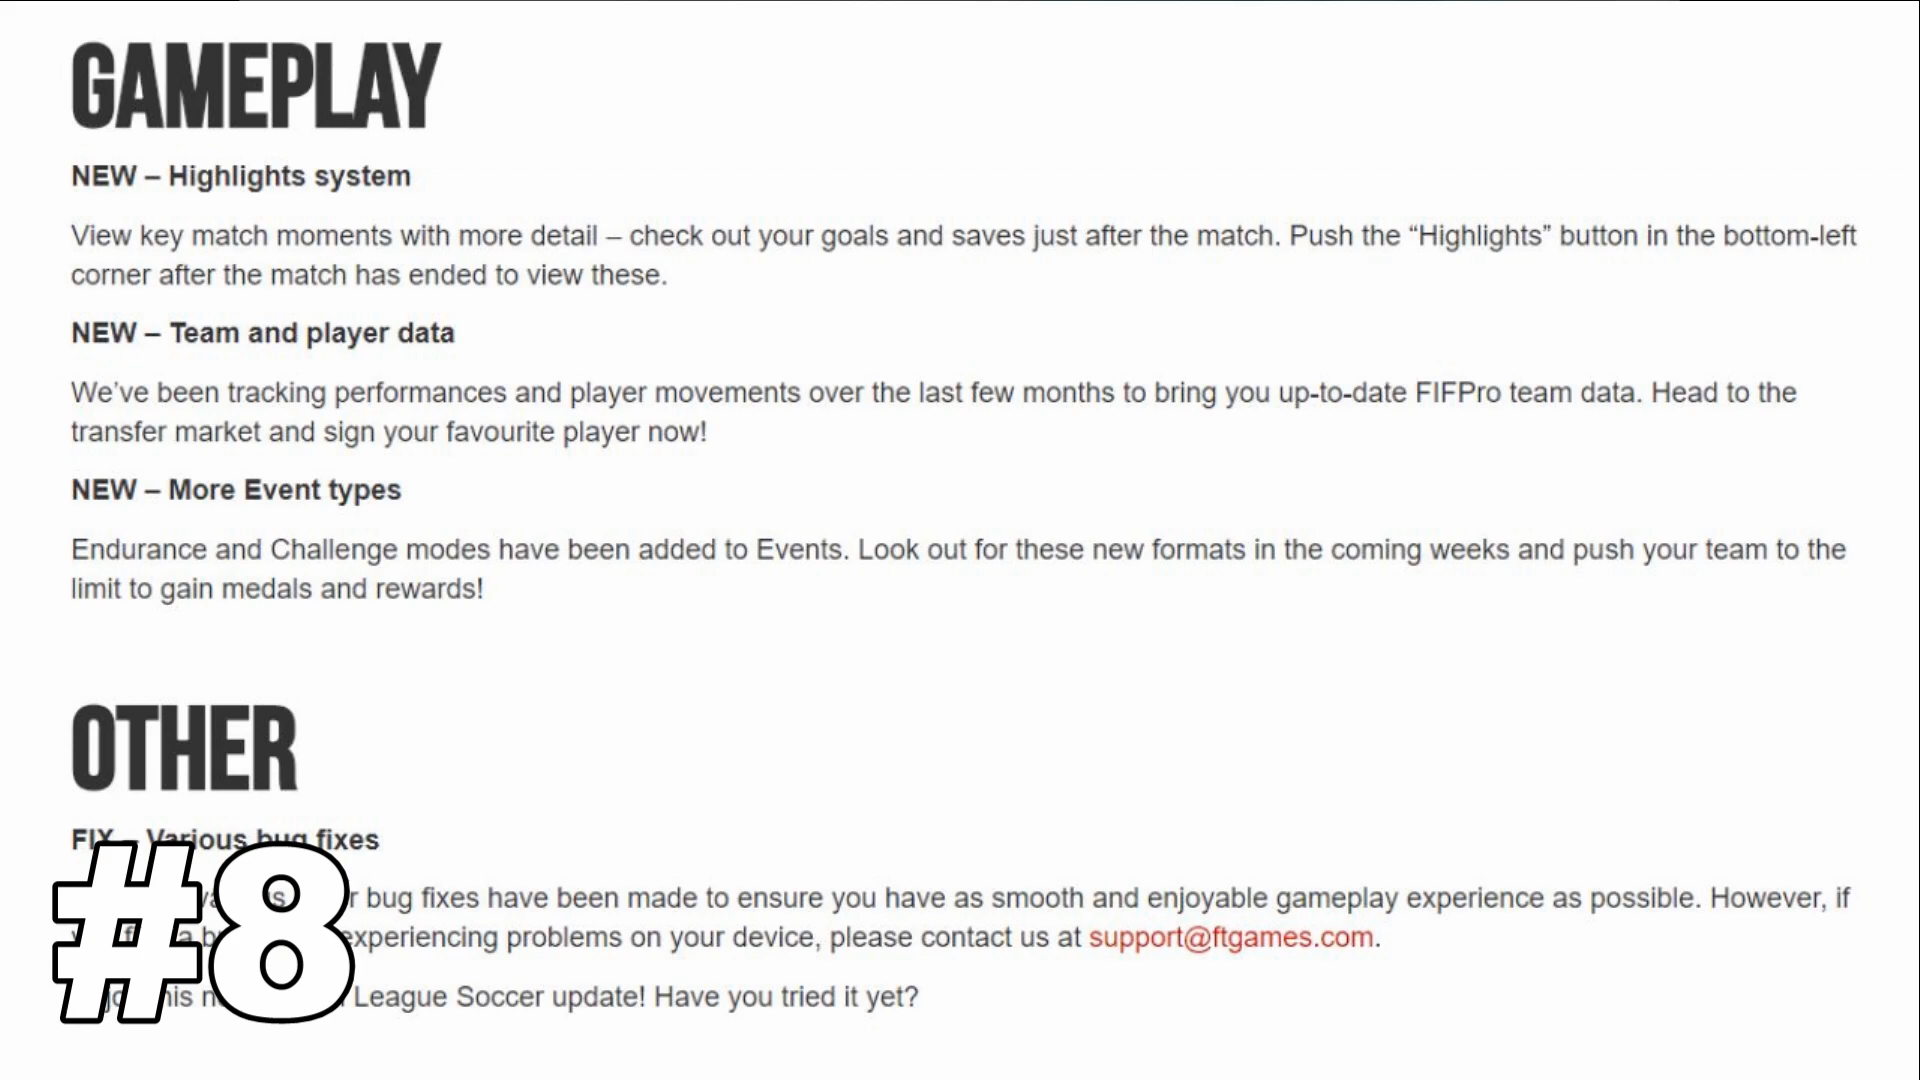 GAMEPLAY
NEW – Highlights system
View key match moments with more detail – check out your goals and saves just after the match. Push the “Highlights” button in the bottom-left
corner after the match has ended to view these.
NEW – Team and player data
We’ve been tracking performances and player movements over the last few months to bring you up-to-date FIFPro team data. Head to the
transfer market and sign your favourite player now!
NEW – More Event types
Endurance and Challenge modes have been added to Events. Look out for these new formats in the coming weeks and push your team to the
limit to gain medals and rewards!
OTHER
FIX – Various bug fixes
bug fixes have been made to ensure you have as smooth and enjoyable gameplay experience as possible. However, if
experiencing problems on your device, please contact us at support@ftgames.com.
League Soccer update! Have you tried it yet?
#8